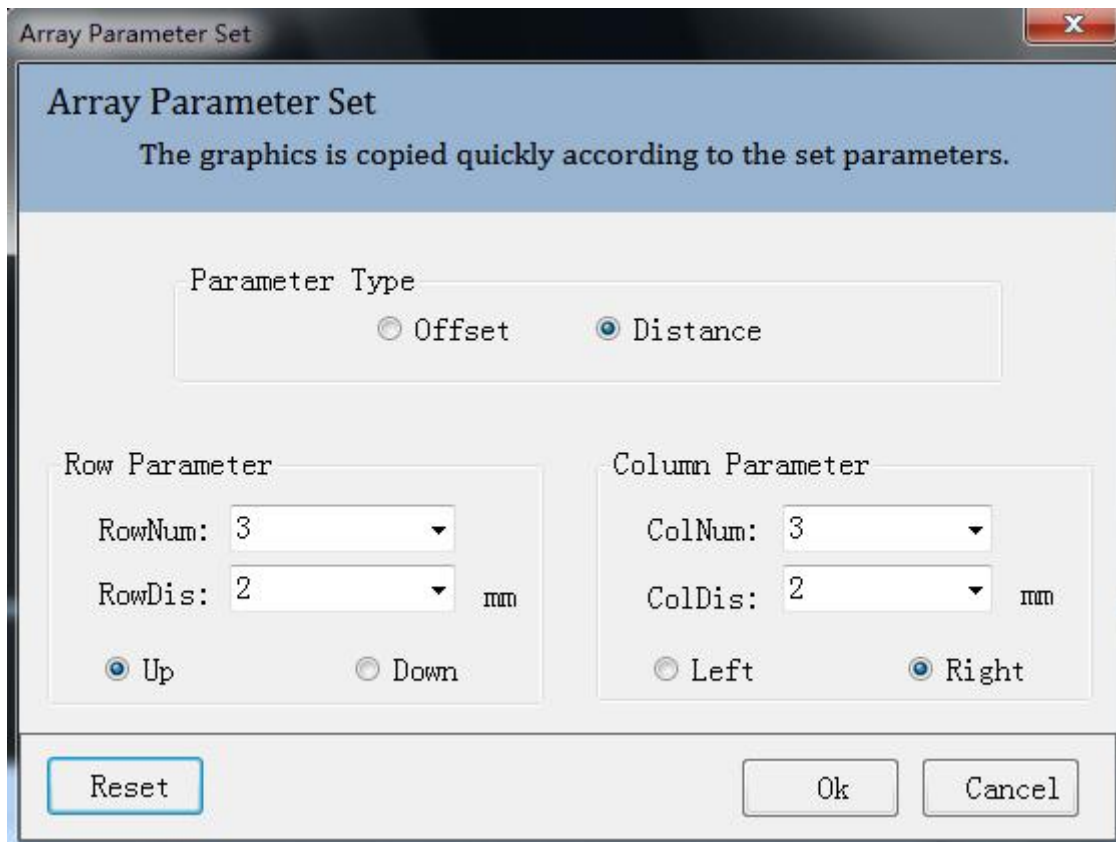 Array Parameter Set
Array Parameter Set
The graphics is copied quickly according to the set parameters.
Parameter Type
Offset Distance
Row Parameter
RowNum: 3
RowDis: 2 mm
Up Down
Column Parameter
ColNum: 3
ColDis: 2 mm
Left Right
Reset Ok Cancel